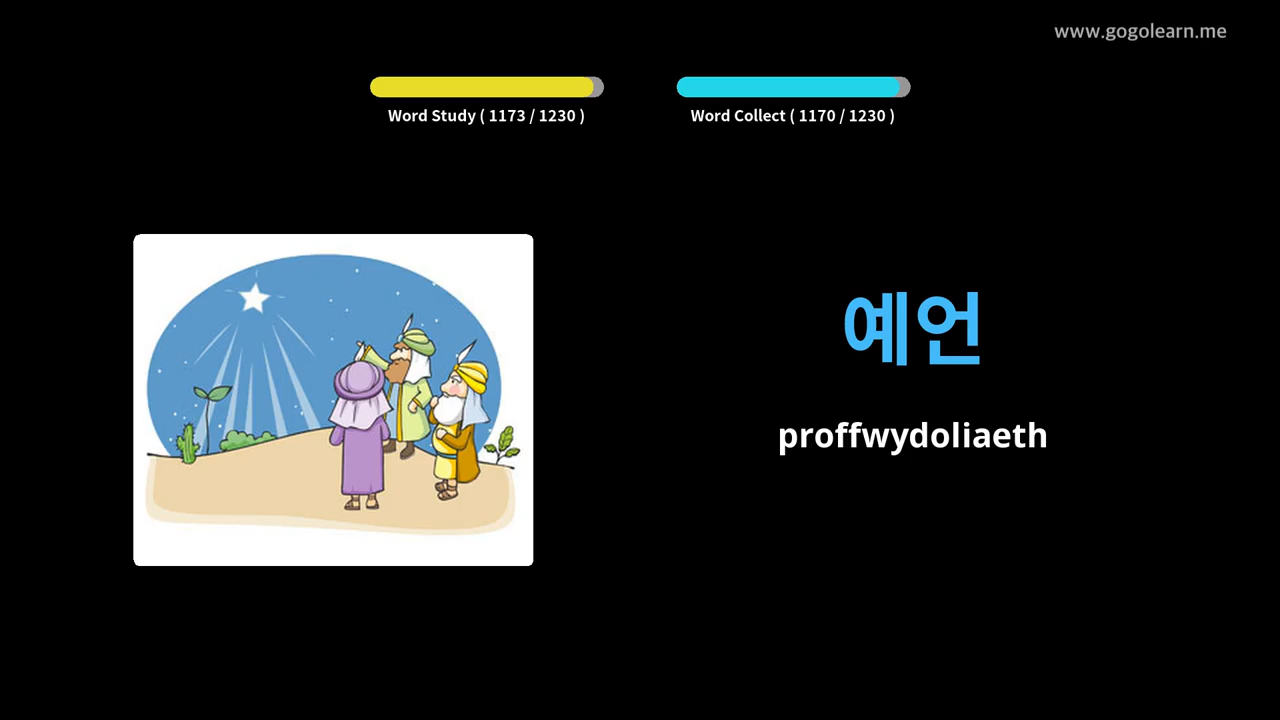 www.gogolearn.me
Word Study ( 1173 / 1230 )
Word Collect ( 1170 / 1230 )
예언
proffwydoliaeth